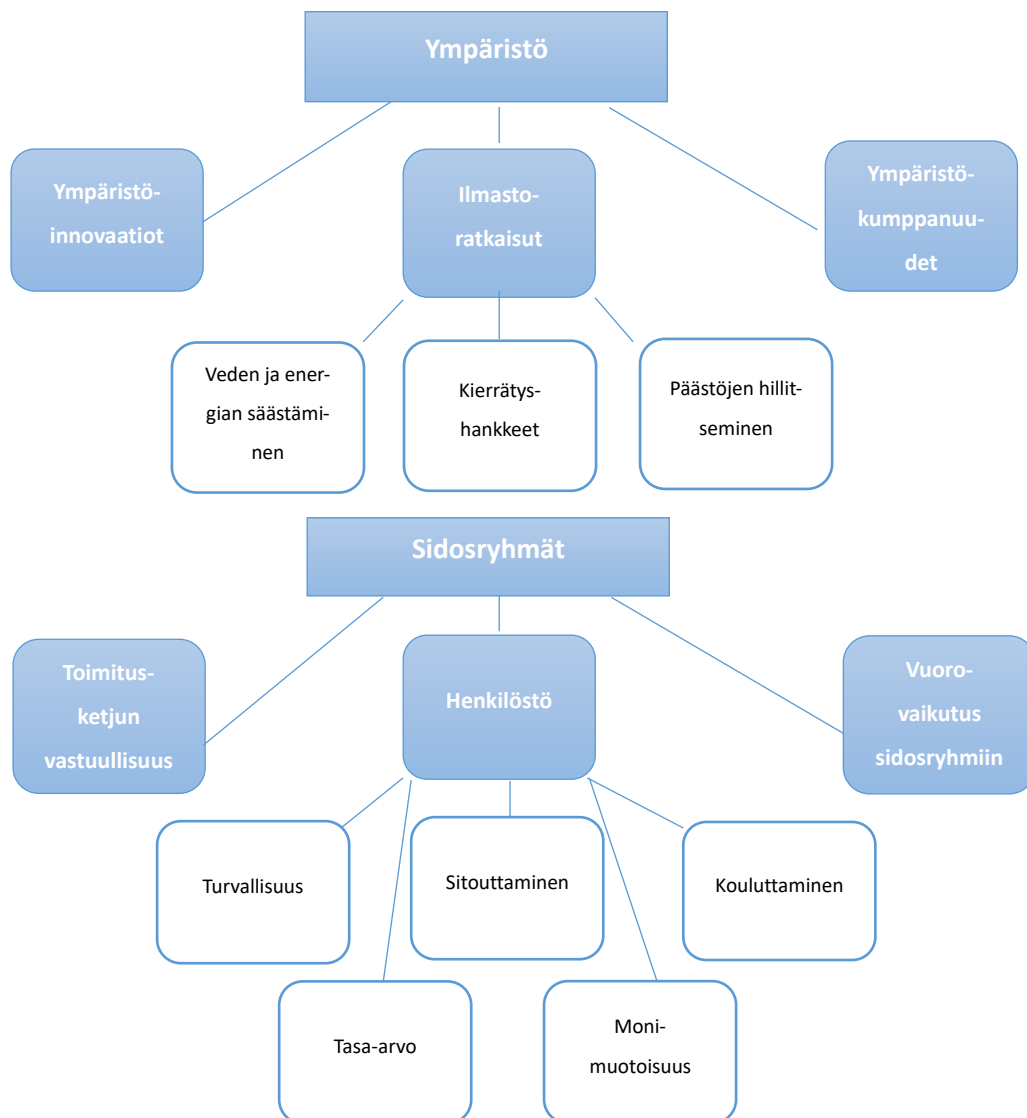 Ympäristö
Ympäristö-
innovaatiot
Ilmasto-
ratkaisut
Ympäristö-
kumppanuu-
det
Veden ja ener-
gian säästämi-
nen
Kierrätys-
hankkeet
Päästöjen hillit-
seminen
Sidosryhmät
Toimitus-
ketjun
vastuullisuus
Henkilöstö
Vuoro-
vaikutus
sidosryhmiin
Turvallisuus
Sitouttaminen
Kouluttaminen
Tasa-arvo
Moni-
muotoisuus